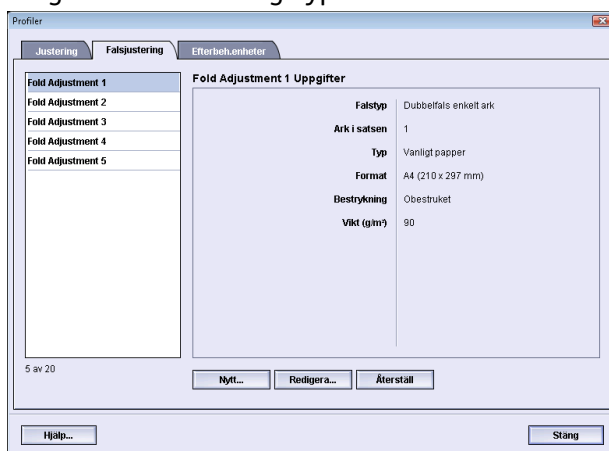 Profiler
Justering Falsjustering Efterbeh.enheter
Fold Adjustment 1
Fold Adjustment 2
Fold Adjustment 3
Fold Adjustment 4
Fold Adjustment 5
5 av 20
Fold Adjustment 1 Uppgifter
Falstyp Dubbelfals enkelt ark
Ark i satsen 1
Typ Vanligt papper
Format A4 (210 x 297 mm)
Bestrykning Obestruket
Vikt (g/m²) 90
Nytt... Redigera... Återställ
Hjälp... Stäng